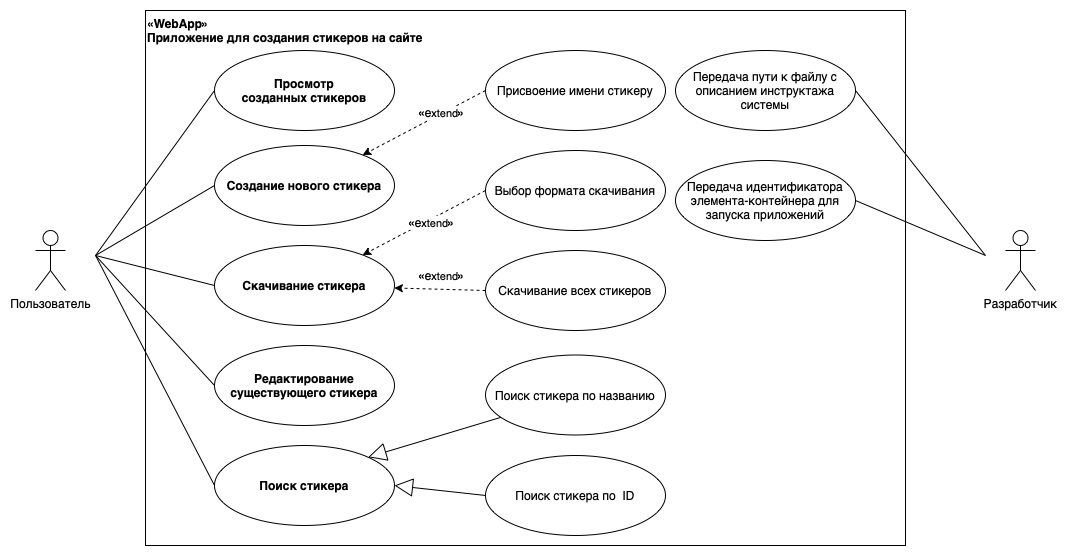 «WebApp»
Приложение для создания стикеров на сайте
Просмотр
созданных стикеров
Присвоение имени стикеру
Передача пути к файлу с
описанием инструктажа
системы
«extend»
Создание нового стикера
Выбор формата скачивания
Передача идентификатора
элемента-контейнера для
запуска приложений
«extend»
«extend»
Скачивание стикера
Скачивание всех стикеров
Пользователь
Разработчик
Редактирование
существующего стикера
Поиск стикера по названию
Поиск стикера
Поиск стикера по ID